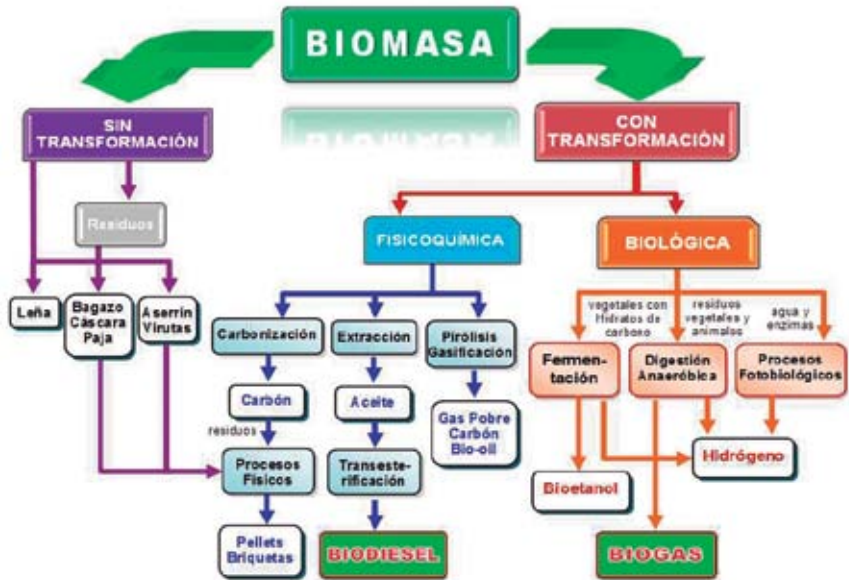 BIOMASA
SIN
TRANSFORMACIÓN
CON
TRANSFORMACIÓN
Residuos
FISICOQUÍMICA
BIOLÓGICA
Leña
Bagazo
Cáscara
Paja
Aserrín
Virutas
Carbonización
Extracción
Pirólisis
Gasificación
vegetales con
Hidratos de
carbono
residuos
vegetales y
animales
agua y
enzimas
Fermen-
tación
Digestión
Anaeróbica
Procesos
Fotobiológicos
Carbón
Aceite
Gas Pobre
Carbón
Bio-oil
residuos
Procesos
Físicos
Transeste-
rificación
Bioetanol
Hidrógeno
Pellets
Briquetas
BIODIESEL
BIOGAS